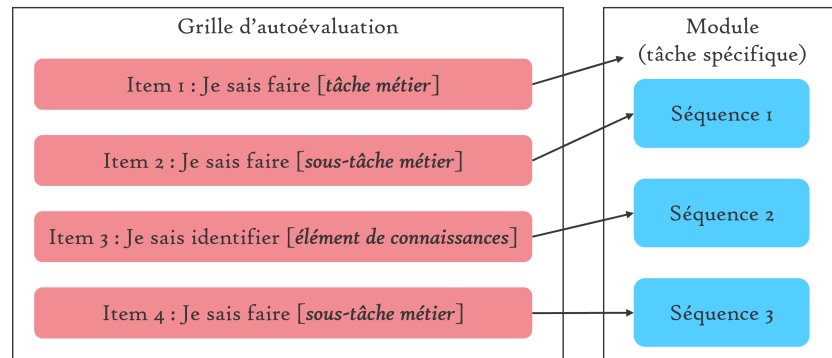 Grille d’autoévaluation
Item 1 : Je sais faire [tâche métier]
Item 2 : Je sais faire [sous-tâche métier]
Item 3 : Je sais identifier [élément de connaissances]
Item 4 : Je sais faire [sous-tâche métier]
Module
(tâche spécifique)
Séquence 1
Séquence 2
Séquence 3